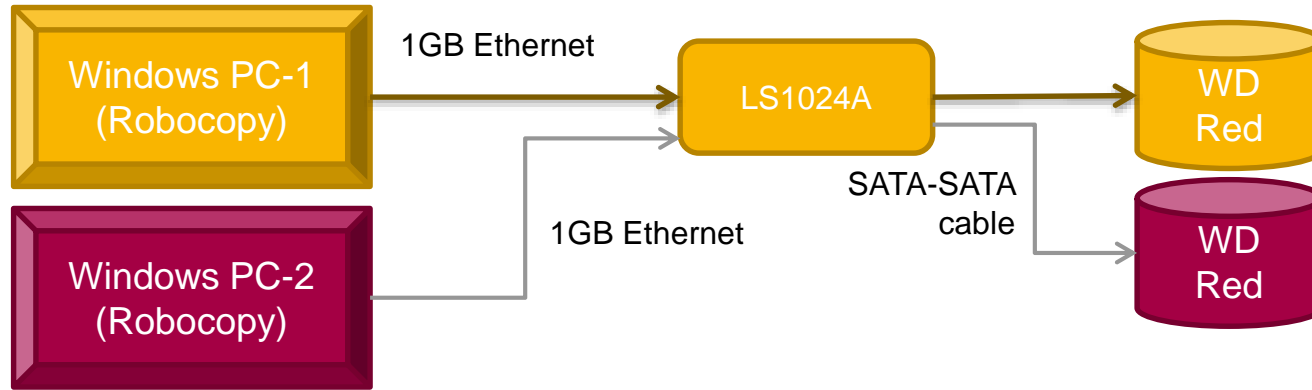 Windows PC-1
(Robocopy)
1GB Ethernet
LS1024A
WD
Red
SATA-SATA
cable
1GB Ethernet
Windows PC-2
(Robocopy)
WD
Red